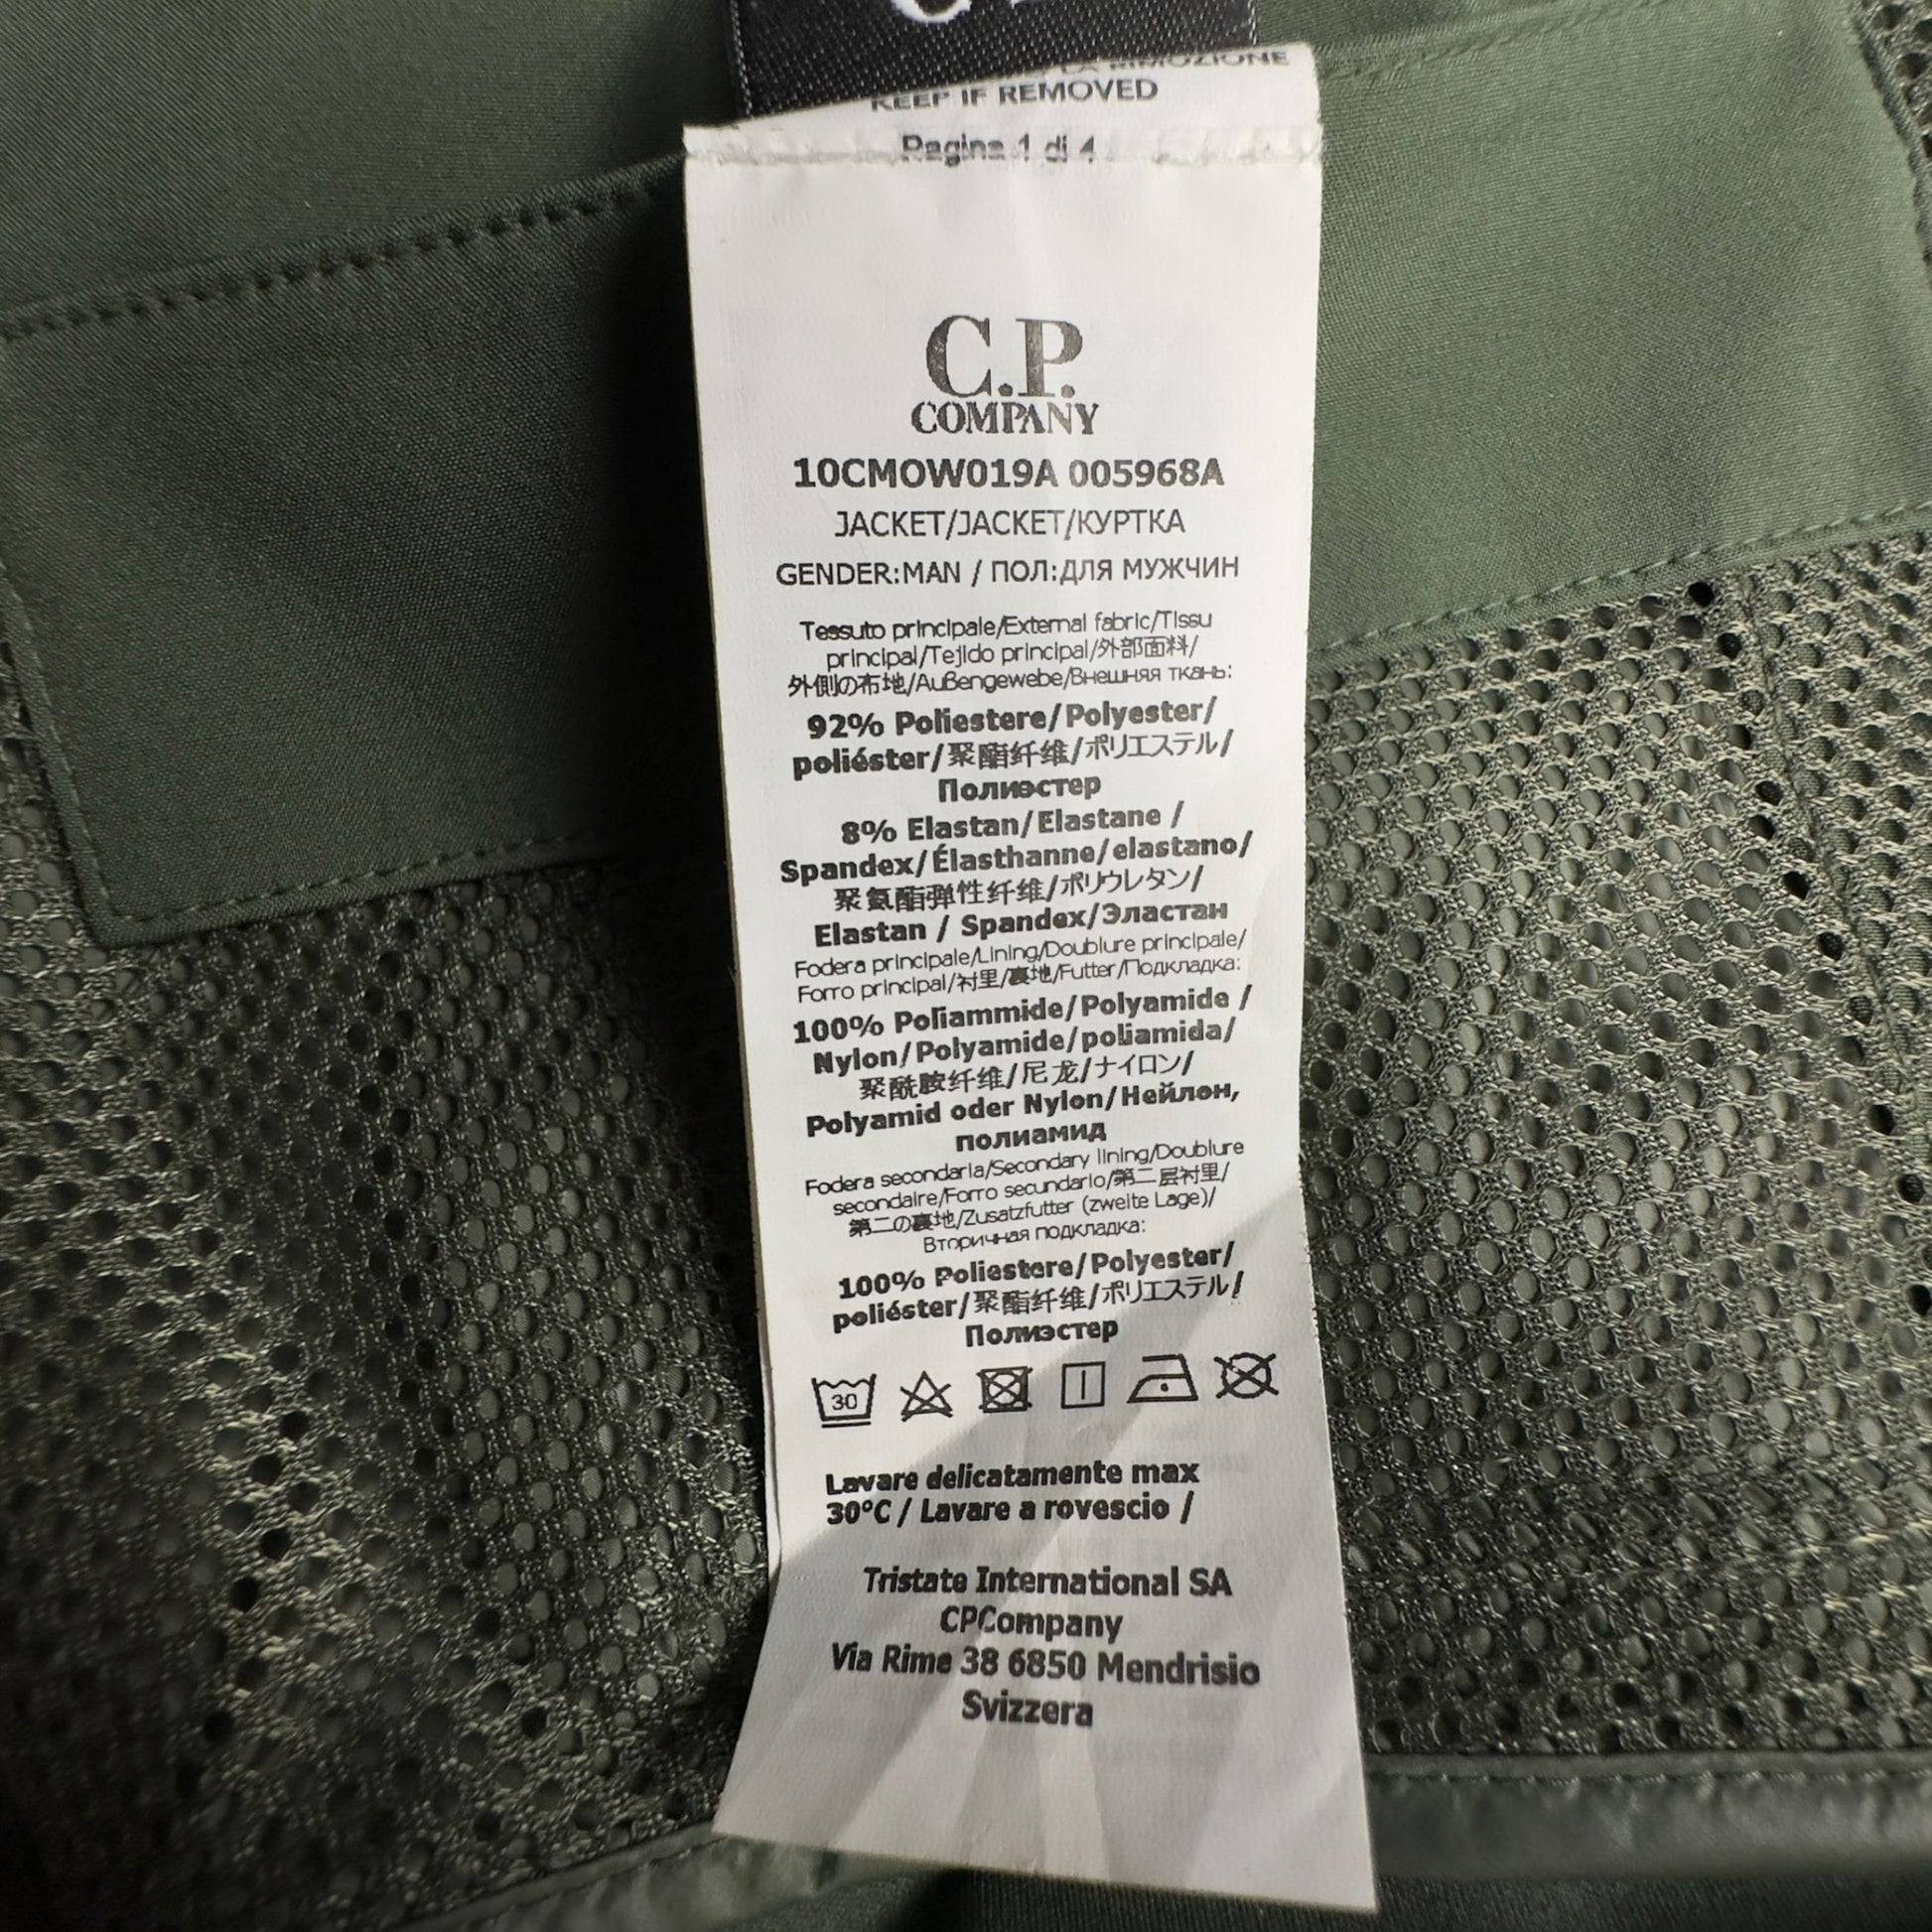 LA RIMOZIONE
KEEP IF REMOVED
Pagina 1 di 4
C.P.
COMPANY
10CMOW019A 005968A
JACKET/JACKET/КУРТКА
GENDER:MAN / ПОЛ:ДЛЯ МУЖЧИН
Tessuto principale/External fabric/Tissu
principal/Tejido principal/外部面料/
外側の布地/Außengewebe/Внешняя ткань:
92% Poliestere/Polyester/
poliéster/聚酯纤维/ポリエステル/
Полиэстер
8% Elastan/Elastane /
Spandex/Élasthanne/elastano/
聚氨酯弹性纤维/ポリウレタン/
Elastan / Spandex/Эластан
Fodera principale/Lining/Doublure principale/
Forro principal/衬里/裏地/Futter/Подкладка:
100% Poliammide/Polyamide /
Nylon/Polyamide/poliamida/
聚酰胺纤维/尼龙/ナイロン/
Polyamid oder Nylon/Нейлон,
полиамид
Fodera secondaria/Secondary lining/Doublure
secondaire/Forro secundario/第二层衬里/
第二の裏地/Zusatzfutter (zweite Lage)/
Вторичная подкладка:
100% Poliestere/Polyester/
poliéster/聚酯纤维/ポリエステル/
Полиэстер
30
Lavare delicatamente max
30°C / Lavare a rovescio /
Tristate International SA
CPCompany
Via Rime 38 6850 Mendrisio
Svizzera